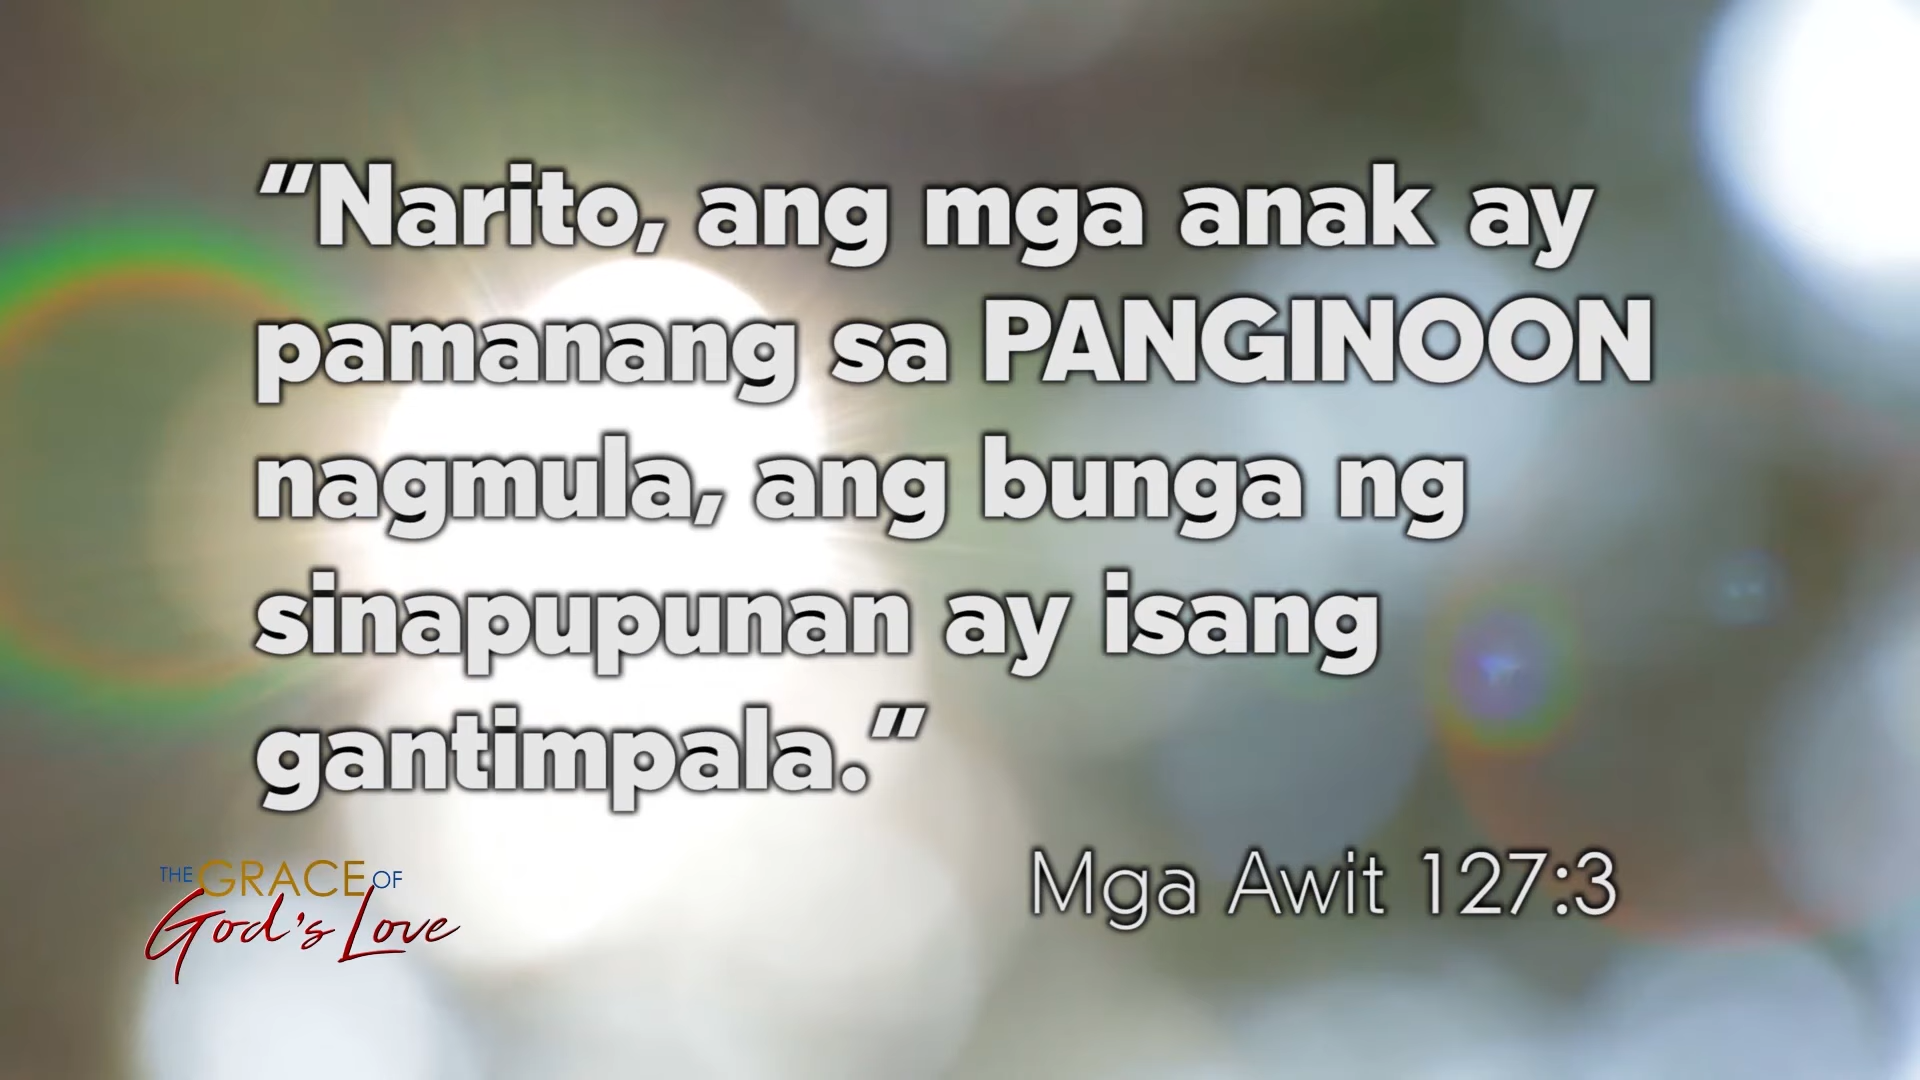 “Narito, ang mga anak ay
pamanang sa PANGINOON
nagmula, ang bunga ng
sinapupunan ay isang
gantimpala.”
Mga Awit 127:3
THE GRACE OF
God's Love